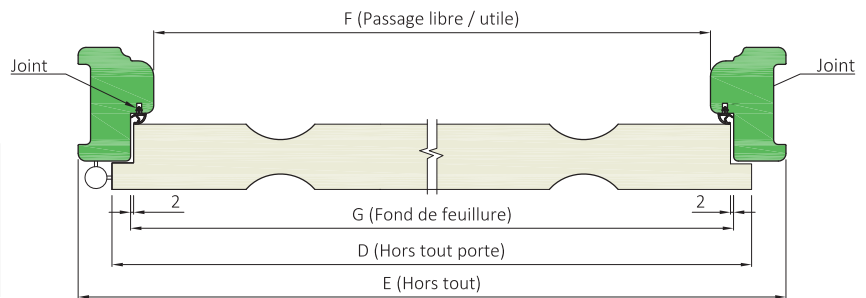 F (Passage libre / utile)
Joint
Joint
2
2
G (Fond de feuillure)
D (Hors tout porte)
E (Hors tout)